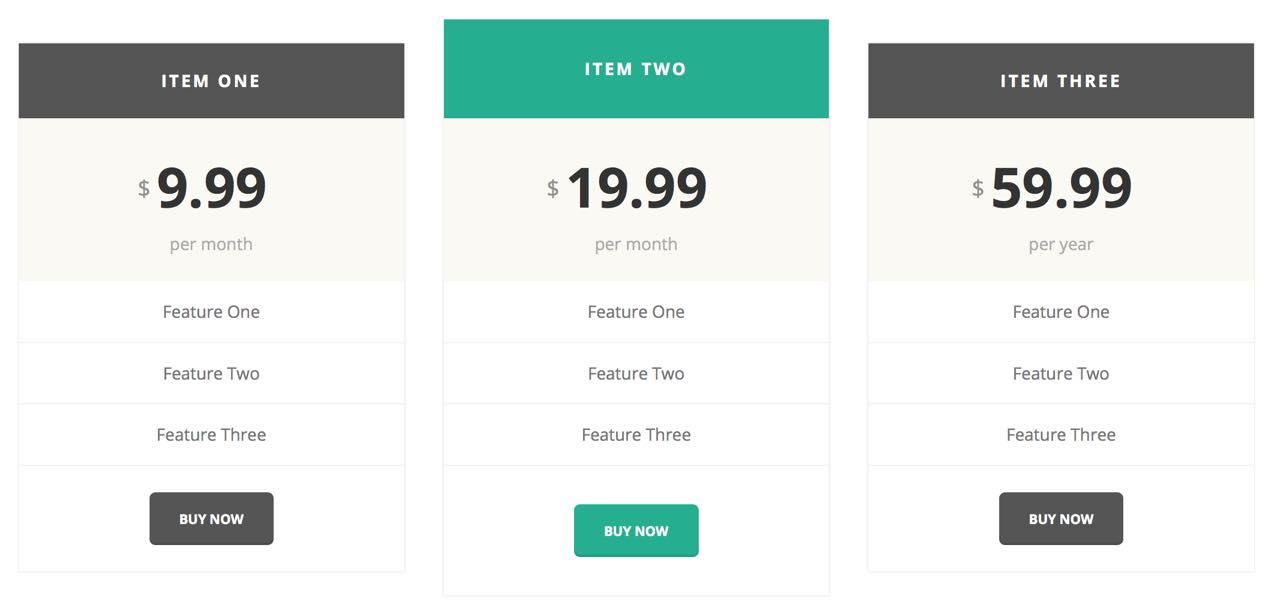 ITEM ONE
$ 9.99
per month
Feature One
Feature Two
Feature Three
BUY NOW
ITEM TWO
$ 19.99
per month
Feature One
Feature Two
Feature Three
BUY NOW
ITEM THREE
$ 59.99
per year
Feature One
Feature Two
Feature Three
BUY NOW